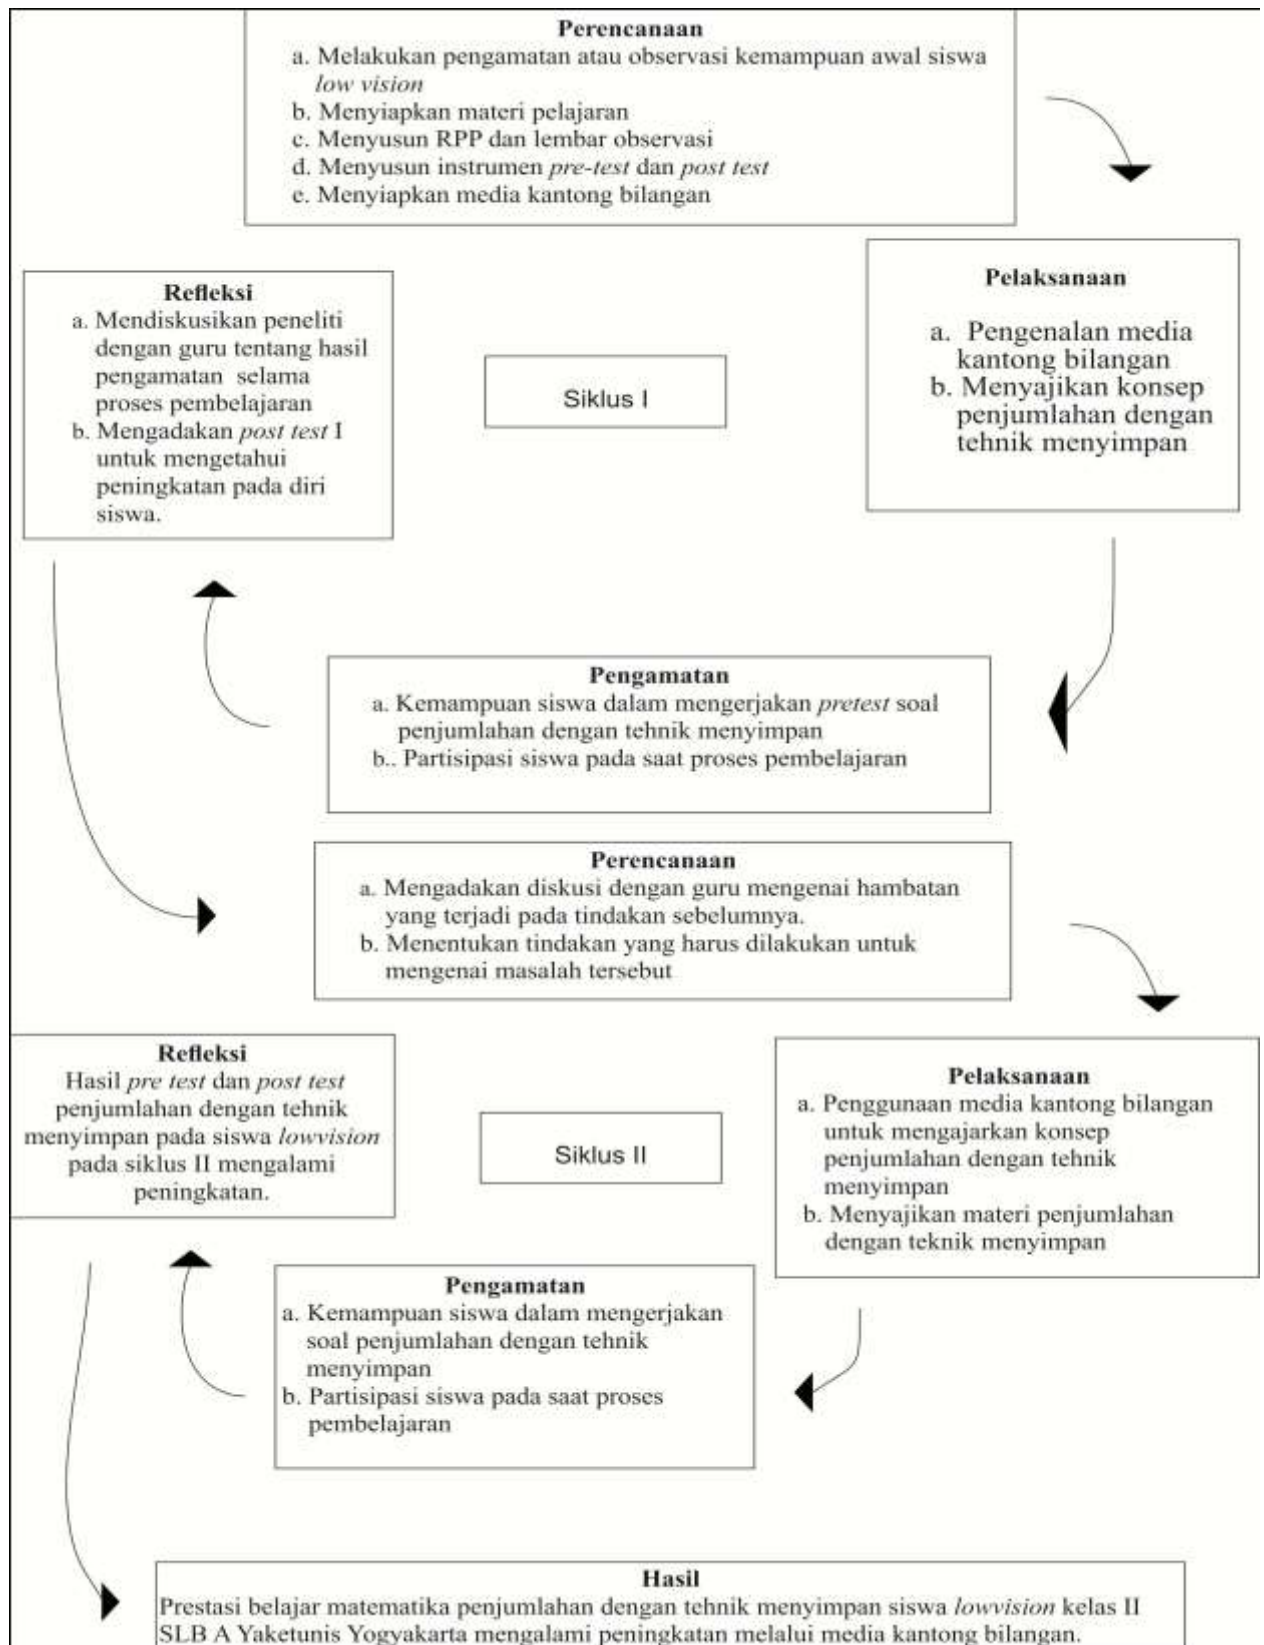 Perencanaan
a. Melakukan pengamatan atau observasi kemampuan awal siswa
low vision
b. Menyiapkan materi pelajaran
c. Menyusun RPP dan lembar observasi
d. Menyusun instrumen pre-test dan post test
e. Menyiapkan media kantong bilangan
Pelaksanaan
a. Pengenalan media
kantong bilangan
b. Menyajikan konsep
penjumlahan dengan
tehnik menyimpan
Refleksi
a. Mendiskusikan peneliti
dengan guru tentang hasil
pengamatan selama
proses pembelajaran
b. Mengadakan post test I
untuk mengetahui
peningkatan pada diri
siswa.
Siklus I
Pengamatan
a. Kemampuan siswa dalam mengerjakan pretest soal
penjumlahan dengan tehnik menyimpan
b.. Partisipasi siswa pada saat proses pembelajaran
Perencanaan
a. Mengadakan diskusi dengan guru mengenai hambatan
yang terjadi pada tindakan sebelumnya.
b. Menentukan tindakan yang harus dilakukan untuk
mengenai masalah tersebut
Refleksi
Hasil pre test dan post test
penjumlahan dengan tehnik
menyimpan pada siswa lowvision
pada siklus II mengalami
peningkatan.
Siklus II
Pelaksanaan
a. Penggunaan media kantong bilangan
untuk mengajarkan konsep
penjumlahan dengan tehnik
menyimpan
b. Menyajikan materi penjumlahan
dengan teknik menyimpan
Pengamatan
a. Kemampuan siswa dalam mengerjakan
soal penjumlahan dengan tehnik
menyimpan
b. Partisipasi siswa pada saat proses
pembelajaran
Hasil
Prestasi belajar matematika penjumlahan dengan tehnik menyimpan siswa lowvision kelas II
SLB A Yaketunis Yogyakarta mengalami peningkatan melalui media kantong bilangan.